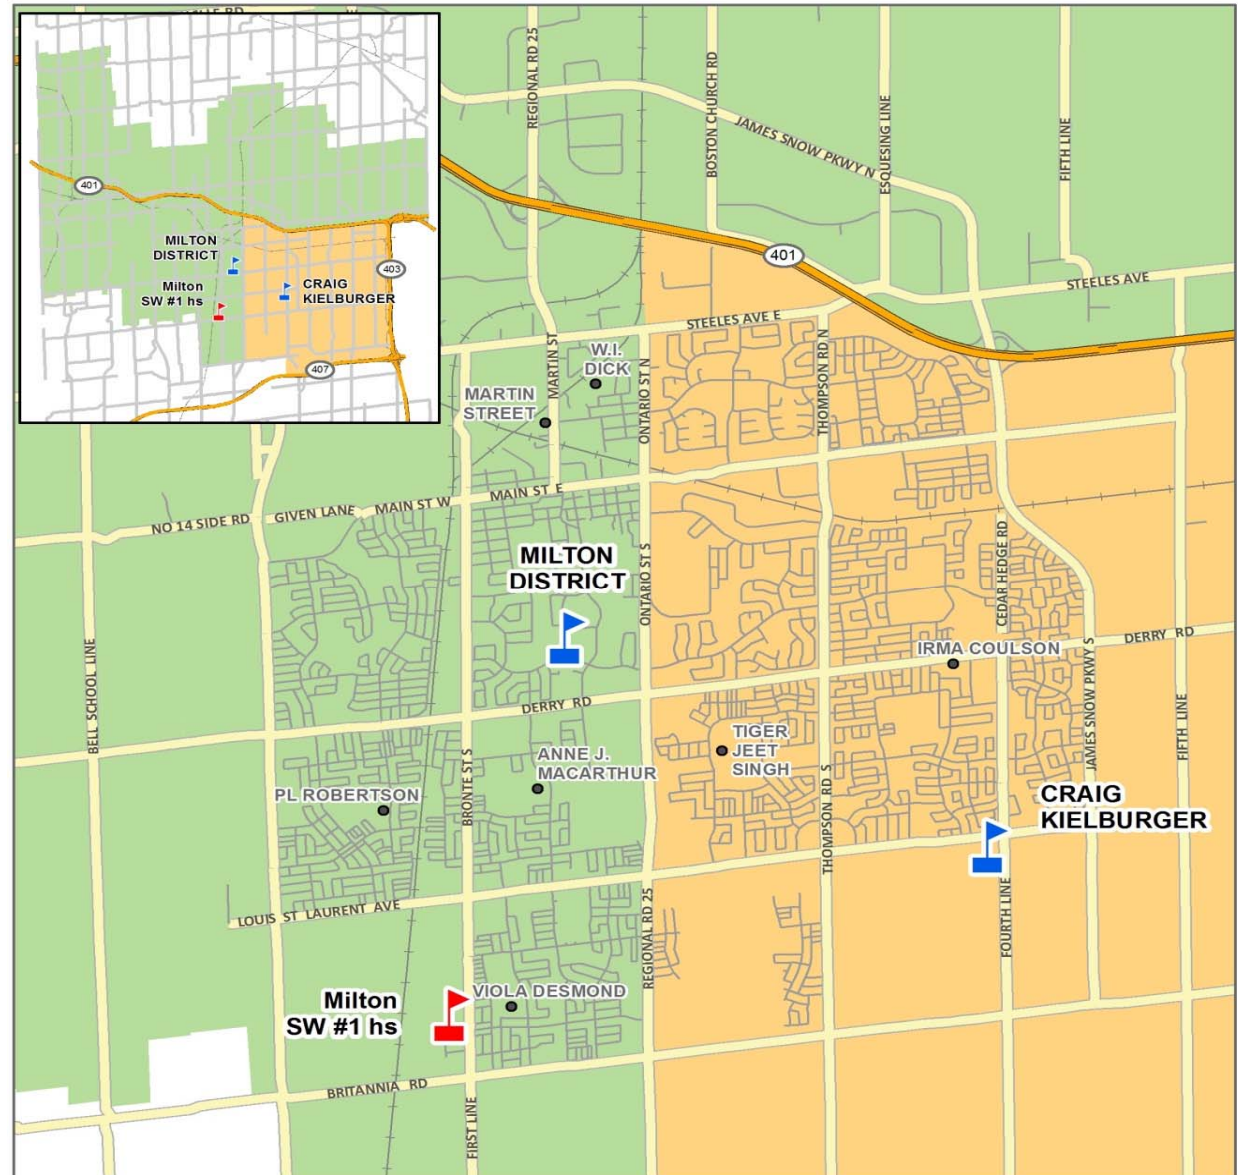 401
MILTON
DISTRICT
Milton
SW #1 hs
CRAIG
KIELBURGER
403
407
REGIONAL RD 25
BOSTON CHURCH RD
JAMES SNOW PKWY N
ESQUESING LINE
FIFTH LINE
401
STEELES AVE
STEELES AVE E
MARTIN ST
W.I.
DICK
MARTIN
STREET
ONTARIO ST N
THOMPSON RD N
NO 14 SIDE RD
GIVEN LANE
MAIN ST W
MAIN ST E
MILTON
DISTRICT
ONTARIO ST S
CEDAR HEDGE RD
DERRY RD
IRMA COULSON
BELL SCHOOL LINE
DERRY RD
JAMES SNOW PKWY S
FIFTH LINE
TIGER
JEET
SINGH
ANNE J.
MACARTHUR
BRONTE ST S
PL ROBERTSON
THOMPSON RD S
CRAIG
KIELBURGER
LOUIS ST LAURENT AVE
REGIONAL RD 25
FOURTH LINE
VIOLA DESMOND
Milton
SW #1 hs
BRITANNIA RD
FIRST LINE